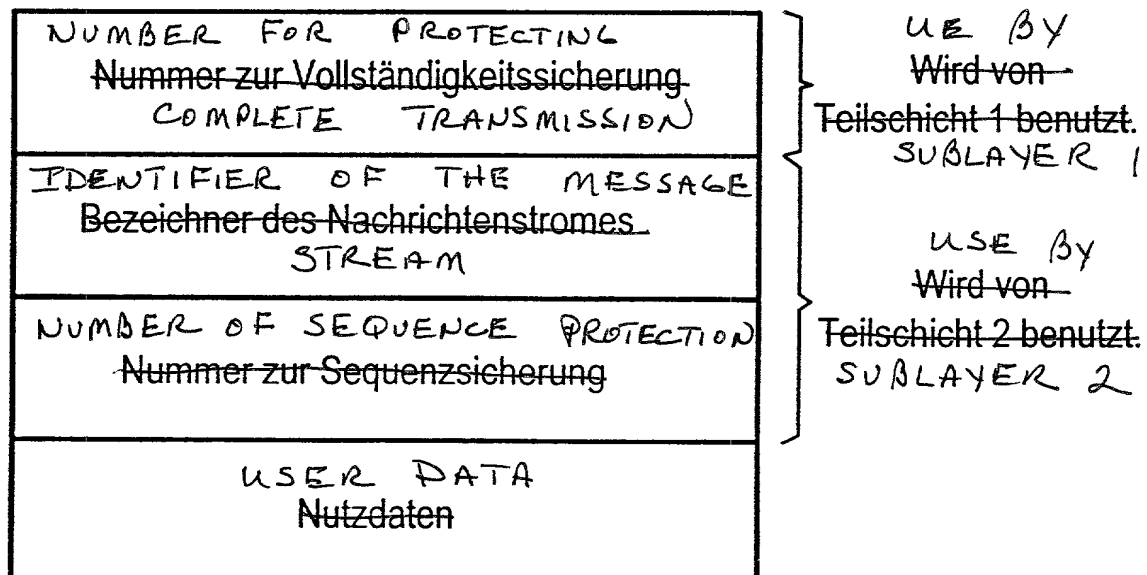 NUMBER FOR PROTECTING
Nummer zur Vollständigkeitssicherung
COMPLETE TRANSMISSION
UE BY
Wird von
Teilschicht 1 benutzt.
SUBLAYER 1
IDENTIFIER OF THE MESSAGE
Bezeichner des Nachrichtenstromes
STREAM
NUMBER OF SEQUENCE PROTECTION
Nummer zur Sequenzsicherung
USE BY
Wird von
Teilschicht 2 benutzt.
SUBLAYER 2
USER DATA
Nutzdaten